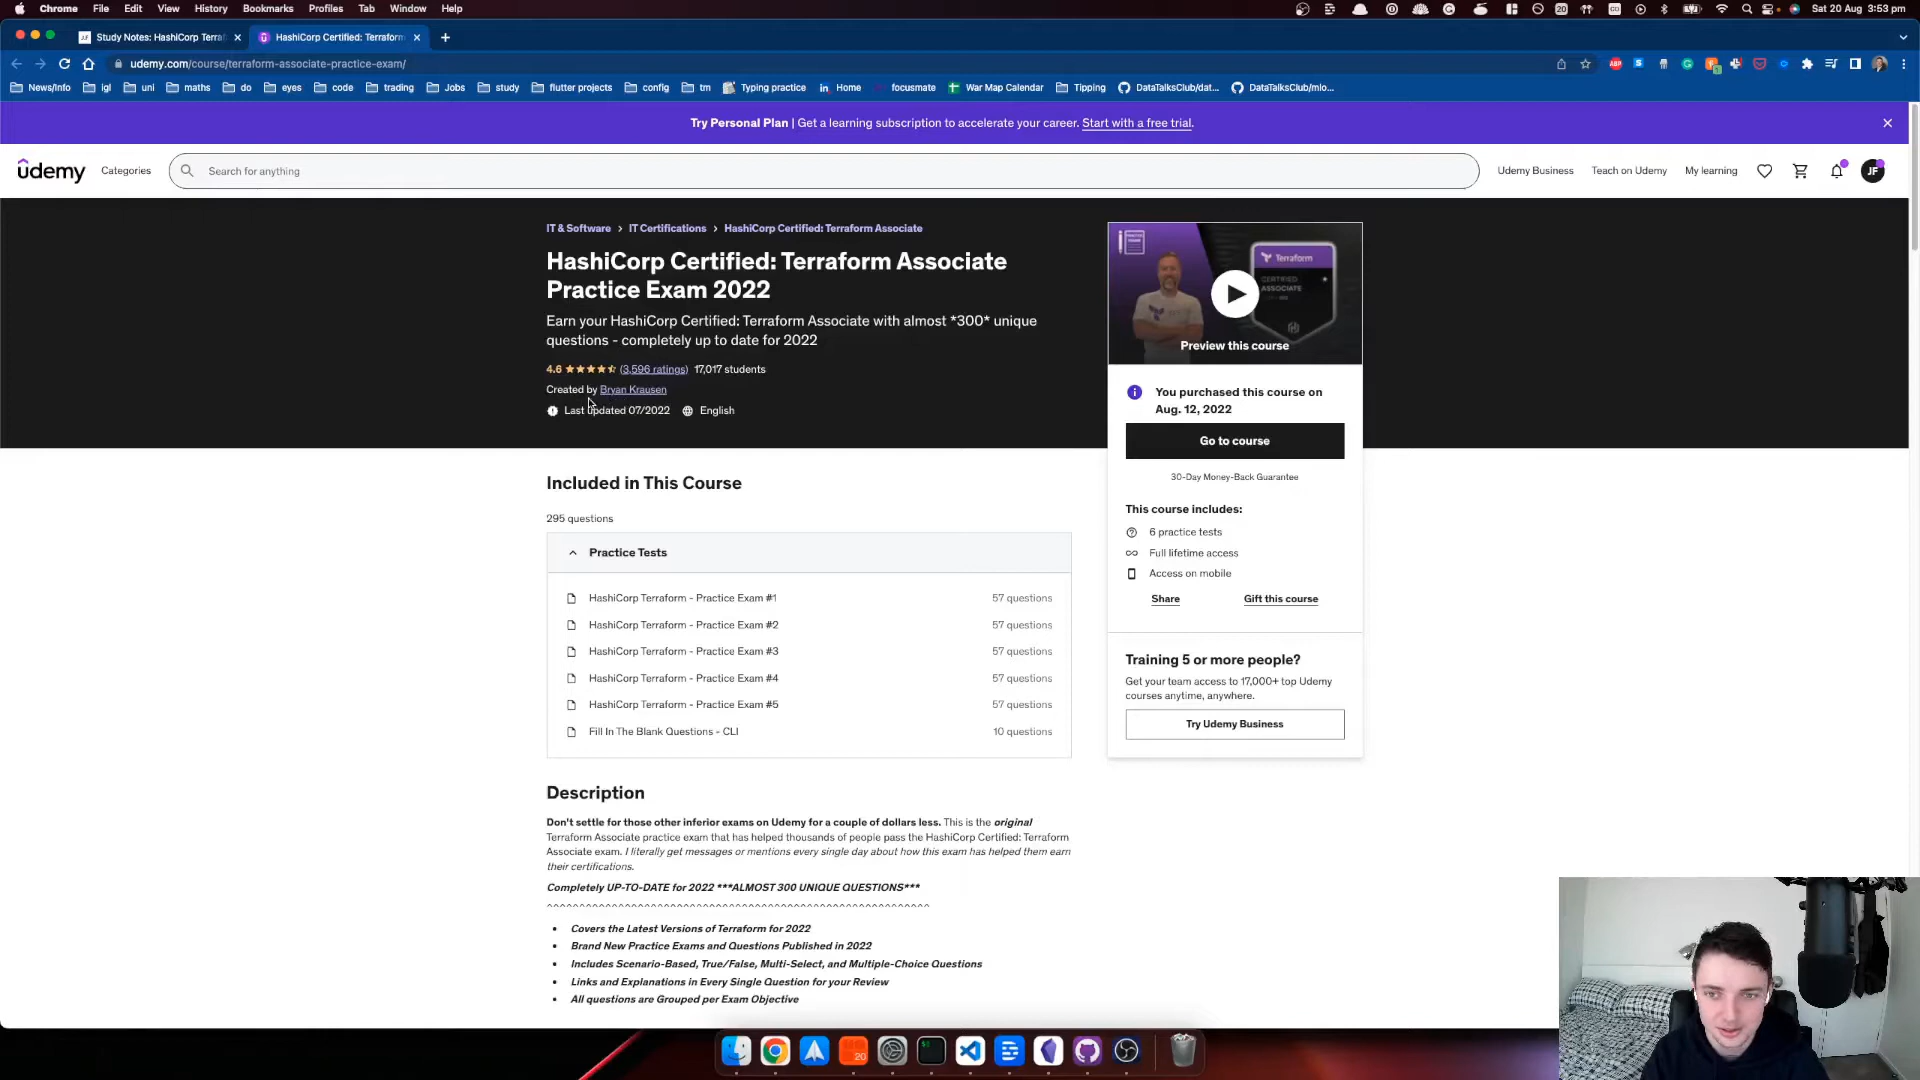 Chrome File Edit View History Bookmarks Profiles Tab Window Help
20
Sat 20 Aug 3:53 pm
Study Notes: HashiCorp Terraf
HashiCorp Certified: Terraform
udemy.com/course/terraform-associate-practice-exam/
News/Info igl uni maths do eyes code trading Jobs study flutter projects config tm Typing practice Home focusmate War Map Calendar Tipping DataTalksClub/dat... DataTalksClub/mlo...
Try Personal Plan | Get a learning subscription to accelerate your career. Start with a free trial.
udemy
Categories
Search for anything
Udemy Business
Teach on Udemy
My learning
JF
IT & Software > IT Certifications > HashiCorp Certified: Terraform Associate
HashiCorp Certified: Terraform Associate
Practice Exam 2022
Earn your HashiCorp Certified: Terraform Associate with almost *300* unique
questions - completely up to date for 2022
4.6 (3,596 ratings) 17,017 students
Created by Bryan Krausen
Last updated 07/2022 English
Terraform
CERTIFIED
ASSOCIATE
Preview this course
You purchased this course on
Aug. 12, 2022
Go to course
30-Day Money-Back Guarantee
This course includes:
6 practice tests
Full lifetime access
Access on mobile
Share
Gift this course
Training 5 or more people?
Get your team access to 17,000+ top Udemy
courses anytime, anywhere.
Try Udemy Business
Included in This Course
295 questions
Practice Tests
HashiCorp Terraform - Practice Exam #1 57 questions
HashiCorp Terraform - Practice Exam #2 57 questions
HashiCorp Terraform - Practice Exam #3 57 questions
HashiCorp Terraform - Practice Exam #4 57 questions
HashiCorp Terraform - Practice Exam #5 57 questions
Fill In The Blank Questions - CLI 10 questions
Description
Don't settle for those other inferior exams on Udemy for a couple of dollars less. This is the original
Terraform Associate practice exam that has helped thousands of people pass the HashiCorp Certified: Terraform
Associate exam. I literally get messages or mentions every single day about how this exam has helped them earn
their certifications.
Completely UP-TO-DATE for 2022 ***ALMOST 300 UNIQUE QUESTIONS***
• Covers the Latest Versions of Terraform for 2022
• Brand New Practice Exams and Questions Published in 2022
• Includes Scenario-Based, True/False, Multi-Select, and Multiple-Choice Questions
• Links and Explanations in Every Single Question for your Review
• All questions are Grouped per Exam Objective
20